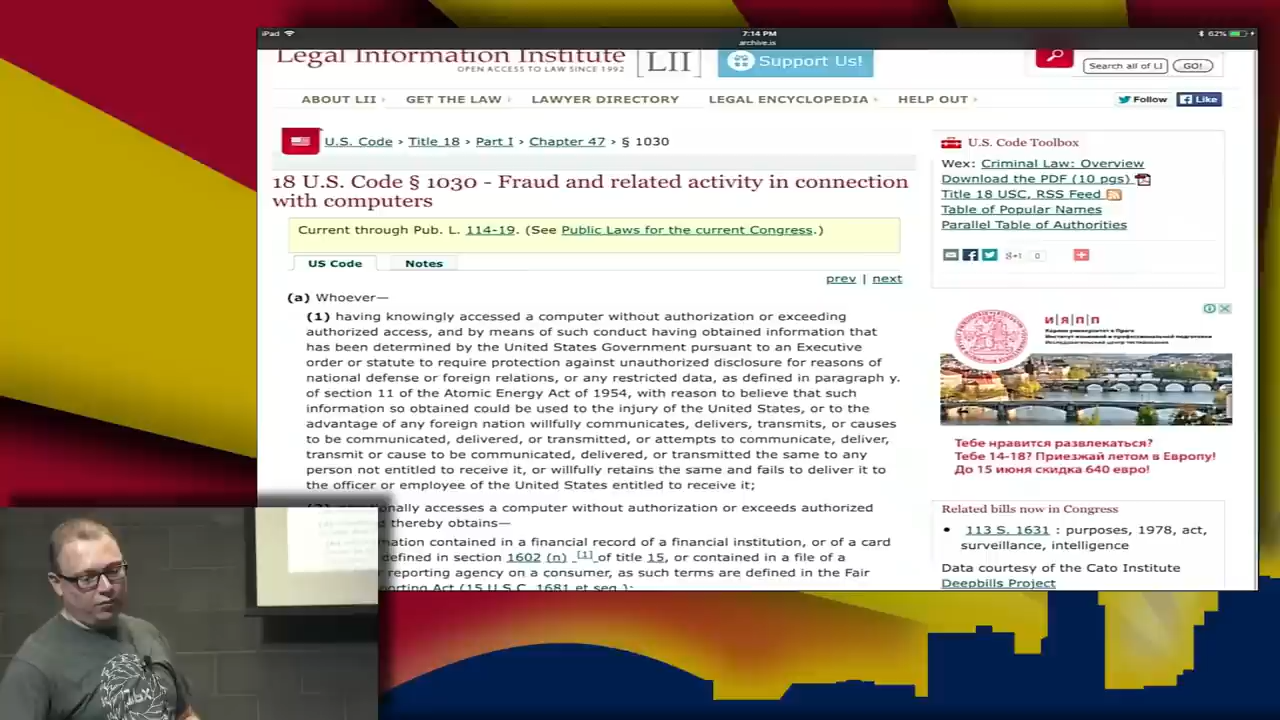 iPad
7:14 PM
62%
archive.is
Legal Information Institute
[LII]
OPEN ACCESS TO LAW SINCE 1992
Support Us!
Search all of LI
GO!
ABOUT LII GET THE LAW LAWYER DIRECTORY LEGAL ENCYCLOPEDIA HELP OUT
Follow
Like
U.S. Code > Title 18 > Part I > Chapter 47 > § 1030
18 U.S. Code § 1030 - Fraud and related activity in connection
with computers
Current through Pub. L. 114-19. (See Public Laws for the current Congress.)
US Code Notes
prev | next
(a) Whoever—
(1) having knowingly accessed a computer without authorization or exceeding
authorized access, and by means of such conduct having obtained information that
has been determined by the United States Government pursuant to an Executive
order or statute to require protection against unauthorized disclosure for reasons of
national defense or foreign relations, or any restricted data, as defined in paragraph y.
of section 11 of the Atomic Energy Act of 1954, with reason to believe that such
information so obtained could be used to the injury of the United States, or to the
advantage of any foreign nation willfully communicates, delivers, transmits, or causes
to be communicated, delivered, or transmitted, or attempts to communicate, deliver,
transmit or cause to be communicated, delivered, or transmitted the same to any
person not entitled to receive it, or willfully retains the same and fails to deliver it to
the officer or employee of the United States entitled to receive it;
accesses a computer without authorization or exceeds authorized
thereby obtains—
contained in a financial record of a financial institution, or of a card
defined in section 1602 (n) [1] of title 15, or contained in a file of a
reporting agency on a consumer, as such terms are defined in the Fair
Act (15 U.S.C. 1681 et seq.);
U.S. Code Toolbox
Wex: Criminal Law: Overview
Download the PDF (10 pgs)
Title 18 USC, RSS Feed
Table of Popular Names
Parallel Table of Authorities
g+1 0
и|я|п|п
Карлов университет в Праге
Тебе нравится развлекаться?
Тебе 14-18? Приезжай летом в Европу!
До 15 июня скидка 640 евро!
Related bills now in Congress
• 113 S. 1631 : purposes, 1978, act,
surveillance, intelligence
Data courtesy of the Cato Institute
Deepbills Project